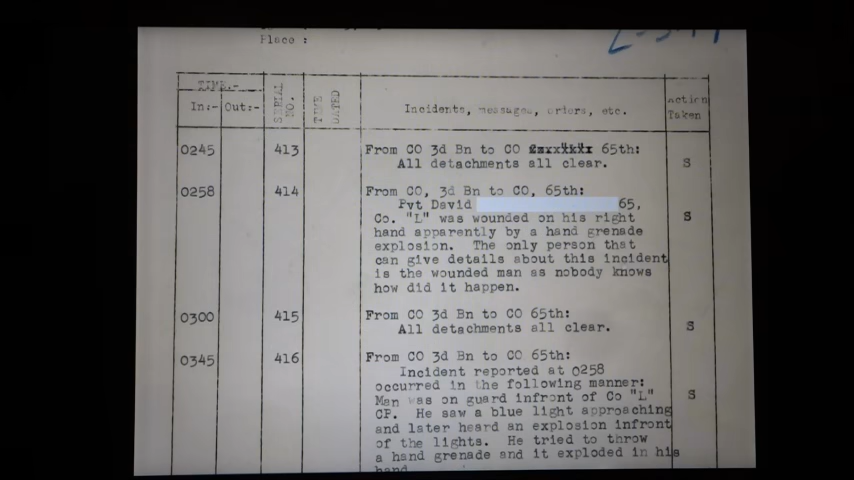 Place :
TIME:-
In:- Out:- SERIAL NO. TIME DATED Incidents, messages, orders, etc. Action Taken
0245 413 From CO 3d Bn to CO 65th:
All detachments all clear. S
0258 414 From CO, 3d Bn to CO, 65th:
Pvt David 65,
Co. "L" was wounded on his right S
hand apparently by a hand grenade
explosion. The only person that
can give details about this incident
is the wounded man as nobody knows
how did it happen.
0300 415 From CO 3d Bn to CO 65th:
All detachments all clear. S
0345 416 From CO 3d Bn to CO 65th:
Incident reported at 0258
occurred in the following manner:
Man was on guard infront of Co "L" S
CP. He saw a blue light approaching
and later heard an explosion infront
of the lights. He tried to throw
a hand grenade and it exploded in his
hand